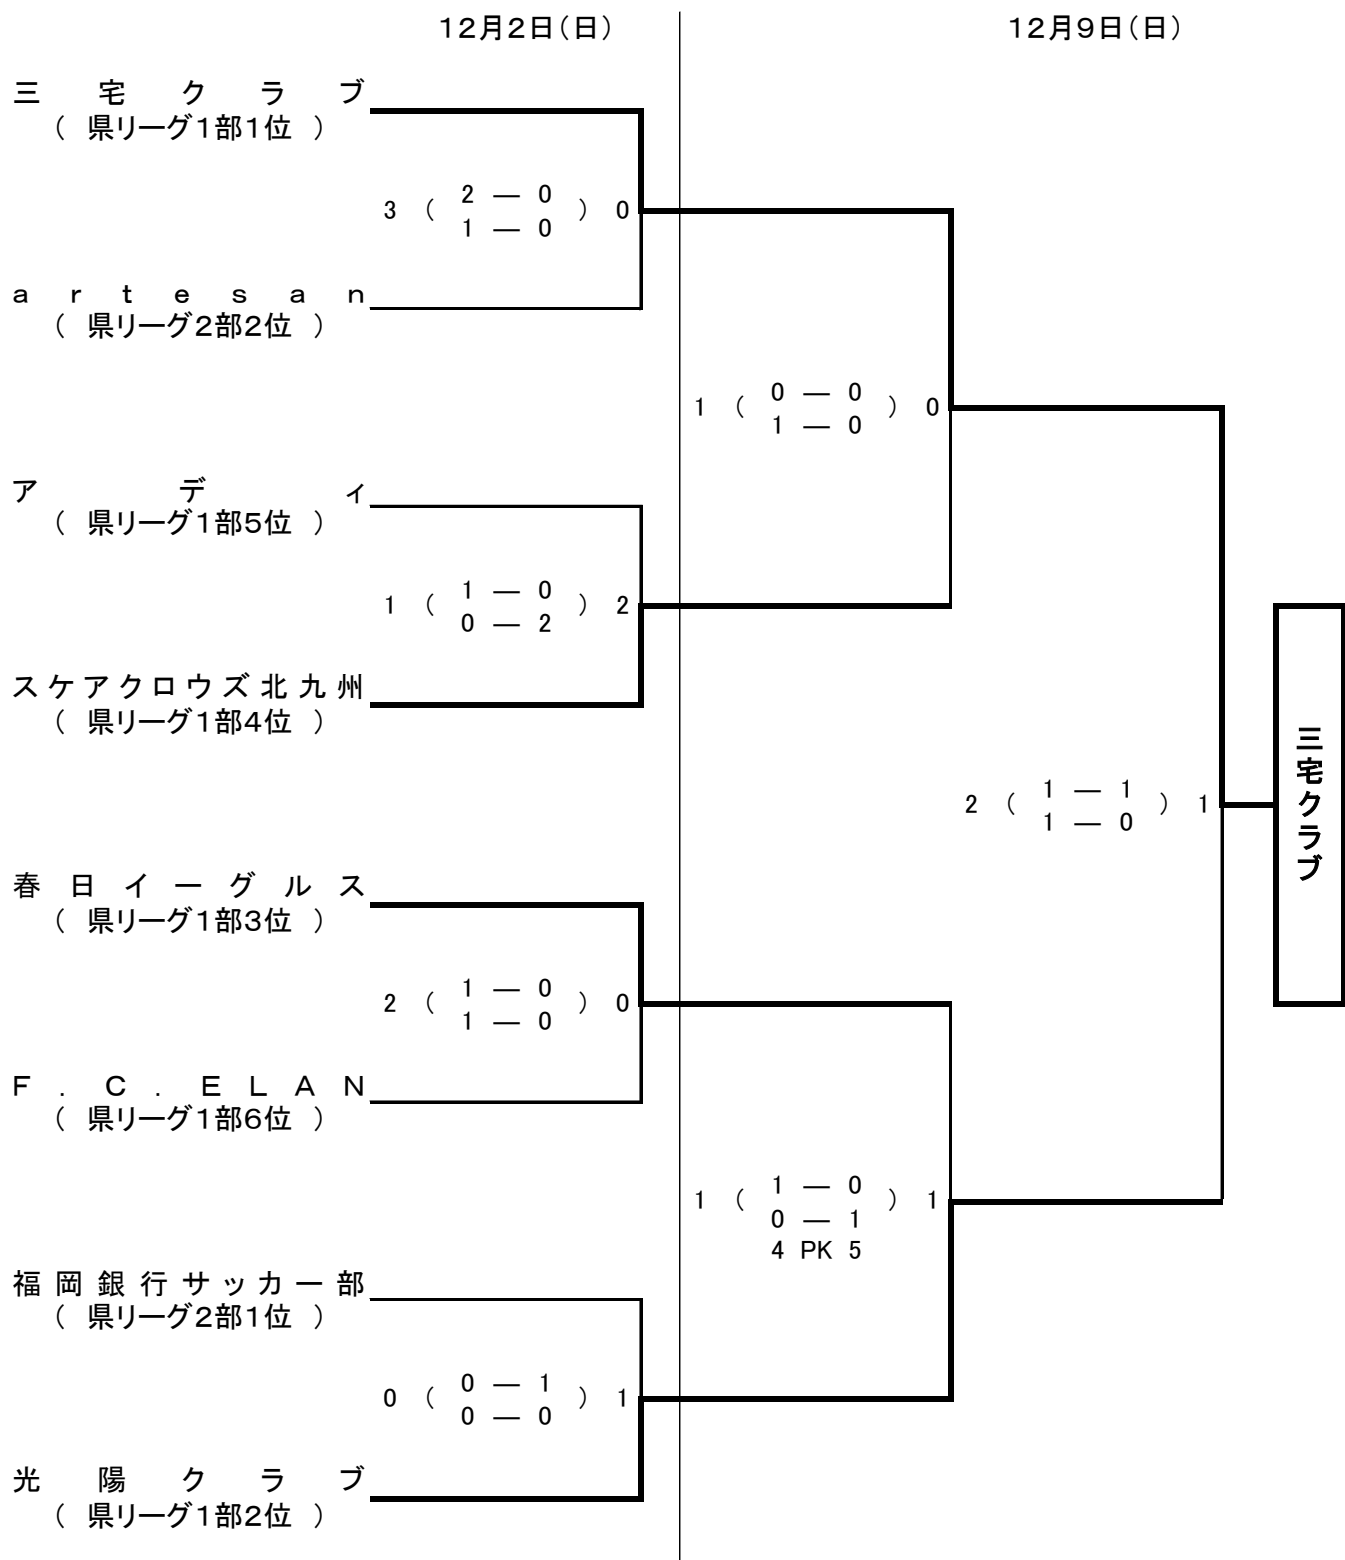 12月2日(日) 12月9日(日)
三宅クラブ
( 県リーグ1部1位 )
2 ― 0
3 ( ) 0
1 ― 0
artesan
( 県リーグ2部2位 )
0 ― 0
1 ( ) 0
1 ― 0
アディ
( 県リーグ1部5位 )
1 ― 0
1 ( ) 2
0 ― 2
スケアクロウズ北九州
( 県リーグ1部4位 )
三宅クラブ
1 ― 1
2 ( ) 1
1 ― 0
春日イーグルス
( 県リーグ1部3位 )
1 ― 0
2 ( ) 0
1 ― 0
F.C.ELAN
( 県リーグ1部6位 )
1 ― 0
1 ( ) 1
0 ― 1
4 PK 5
福岡銀行サッカー部
( 県リーグ2部1位 )
0 ― 1
0 ( ) 1
0 ― 0
光陽クラブ
( 県リーグ1部2位 )